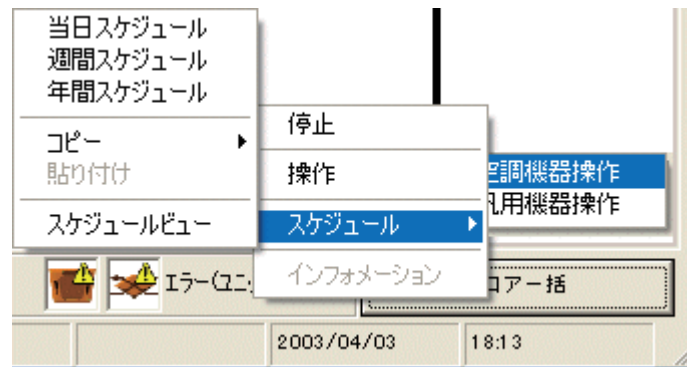 当日スケジュール
週間スケジュール
年間スケジュール
コピー
貼り付け
スケジュールビュー
停止
操作
スケジュール
インフォメーション
調機器操作
用機器操作
エラー(ユニッ
ロアー括
2003/04/03
18:13